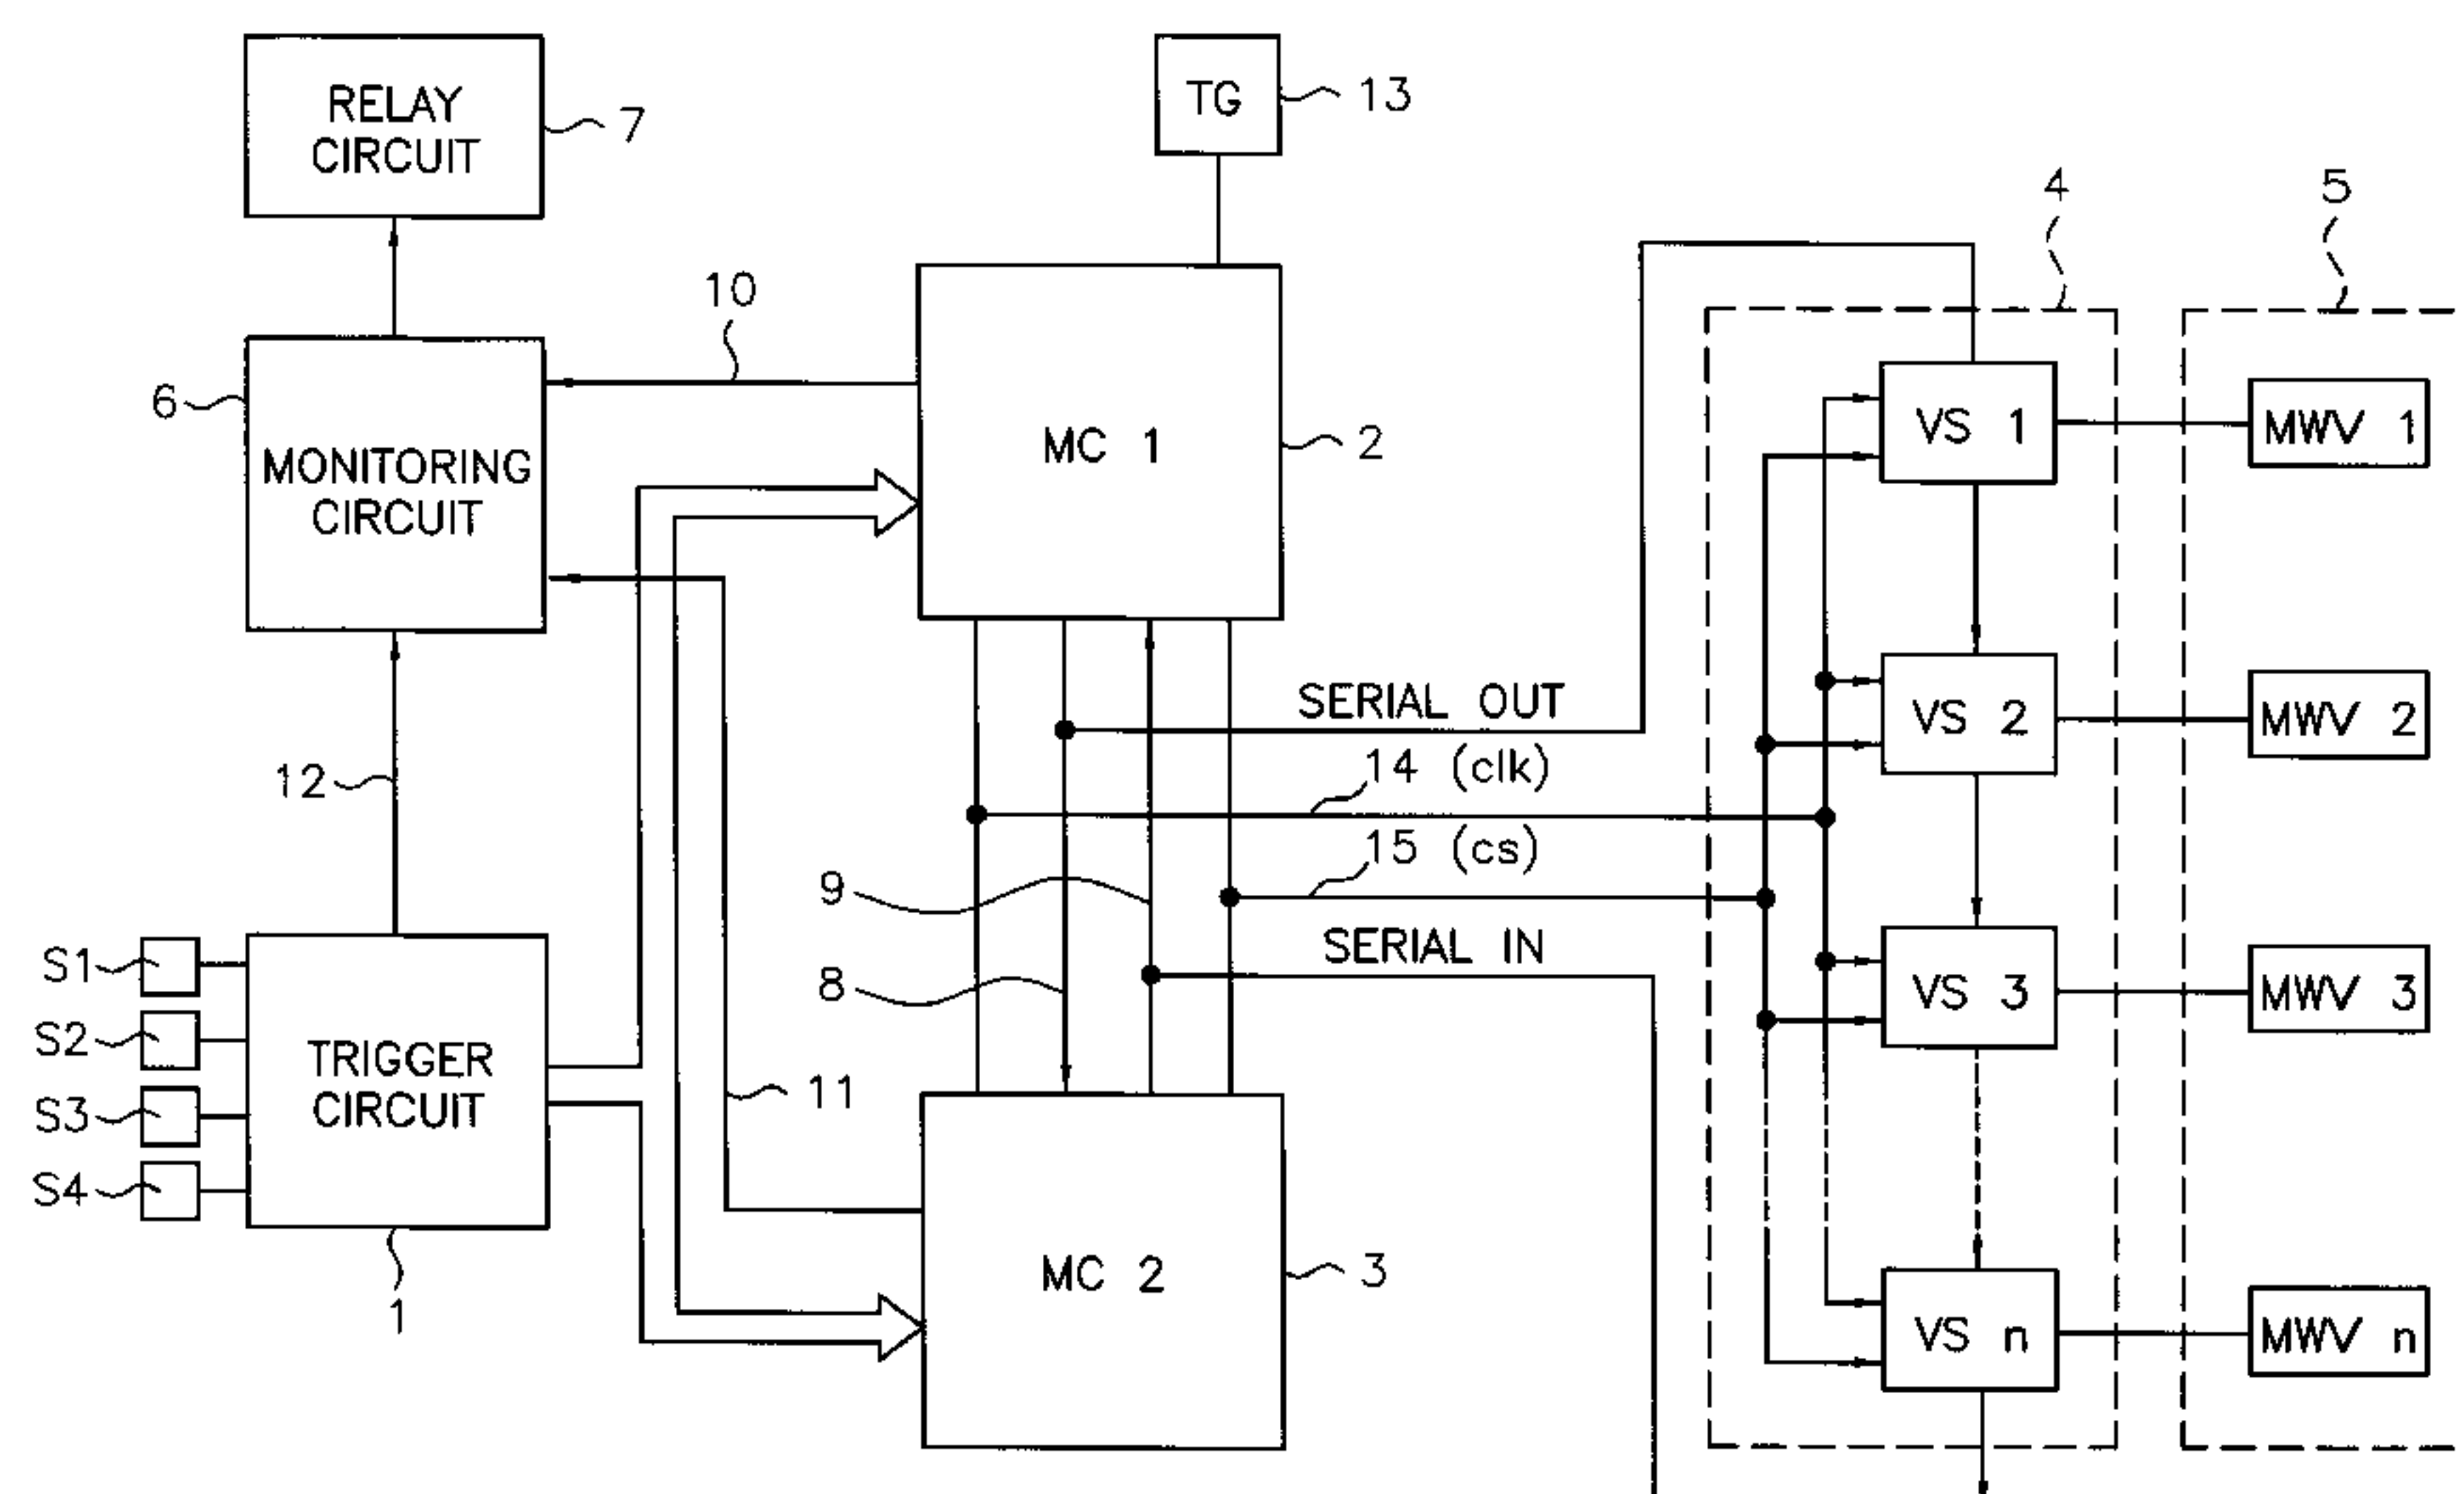 RELAY
CIRCUIT
7
TG
13
4
5
10
6
MONITORING
CIRCUIT
MC 1
2
VS 1
MWV 1
SERIAL OUT
VS 2
MWV 2
14 (clk)
12
15 (cs)
9
SERIAL IN
S1
8
VS 3
MWV 3
S2
TRIGGER
CIRCUIT
S3
11
S4
1
MC 2
3
VS n
MWV n